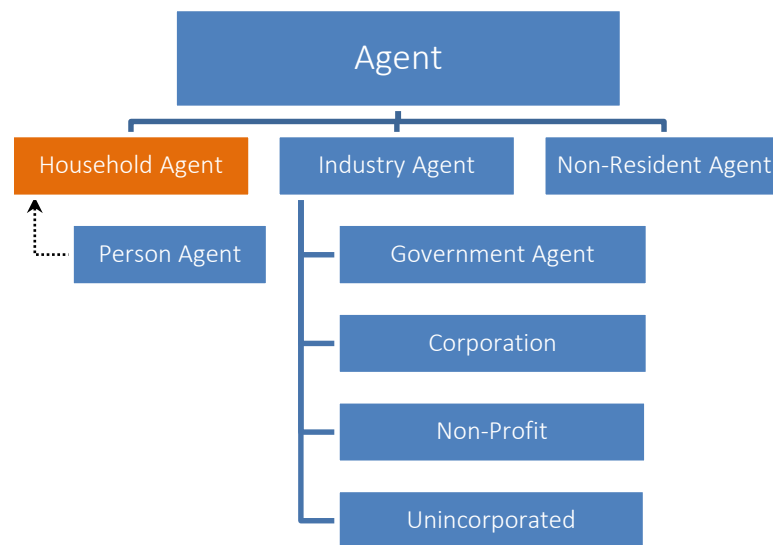 Agent
Household Agent
Industry Agent
Non-Resident Agent
Person Agent
Government Agent
Corporation
Non-Profit
Unincorporated